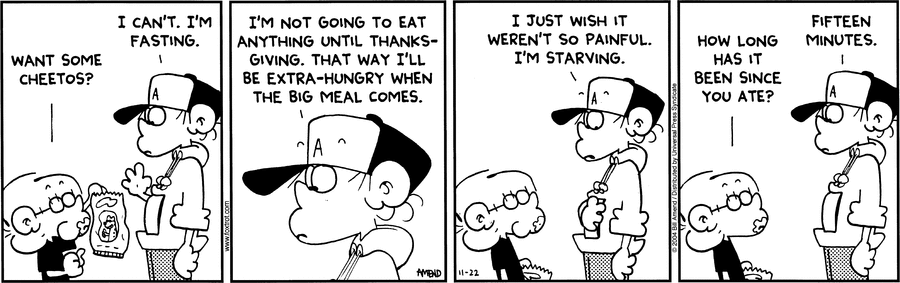 WANT SOME
CHEETOS?
I CAN'T. I'M
FASTING.
A
www.foxtrot.com
I'M NOT GOING TO EAT
ANYTHING UNTIL THANKS-
GIVING. THAT WAY I'LL
BE EXTRA-HUNGRY WHEN
THE BIG MEAL COMES.
A
AMEND
I JUST WISH IT
WEREN'T SO PAINFUL.
I'M STARVING.
A
11-22
© 2004 Bill Amend / Distributed by Universal Press Syndicate
HOW LONG
HAS IT
BEEN SINCE
YOU ATE?
FIFTEEN
MINUTES.
A